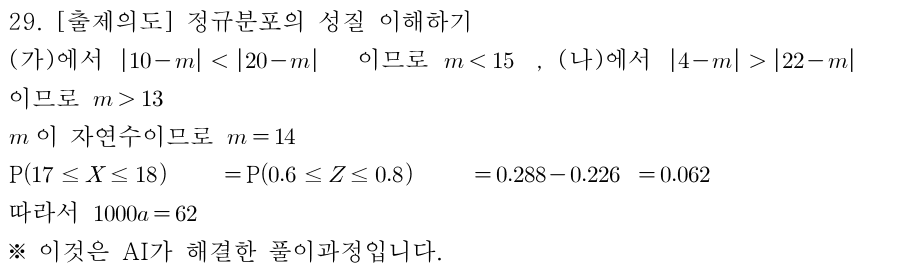 29. [출제의도] 정규분포의 성질 이해하기
(가)에서 |10−m| < |20−m| 이므로 m < 15 , (나)에서 |4−m| > |22−m|
이므로 m > 13
m 이 자연수이므로 m = 14
P(17 ≤ X ≤ 18) = P(0.6 ≤ Z ≤ 0.8) = 0.288 − 0.226 = 0.062
따라서 1000a = 62
※ 이것은 AI가 해결한 풀이과정입니다.